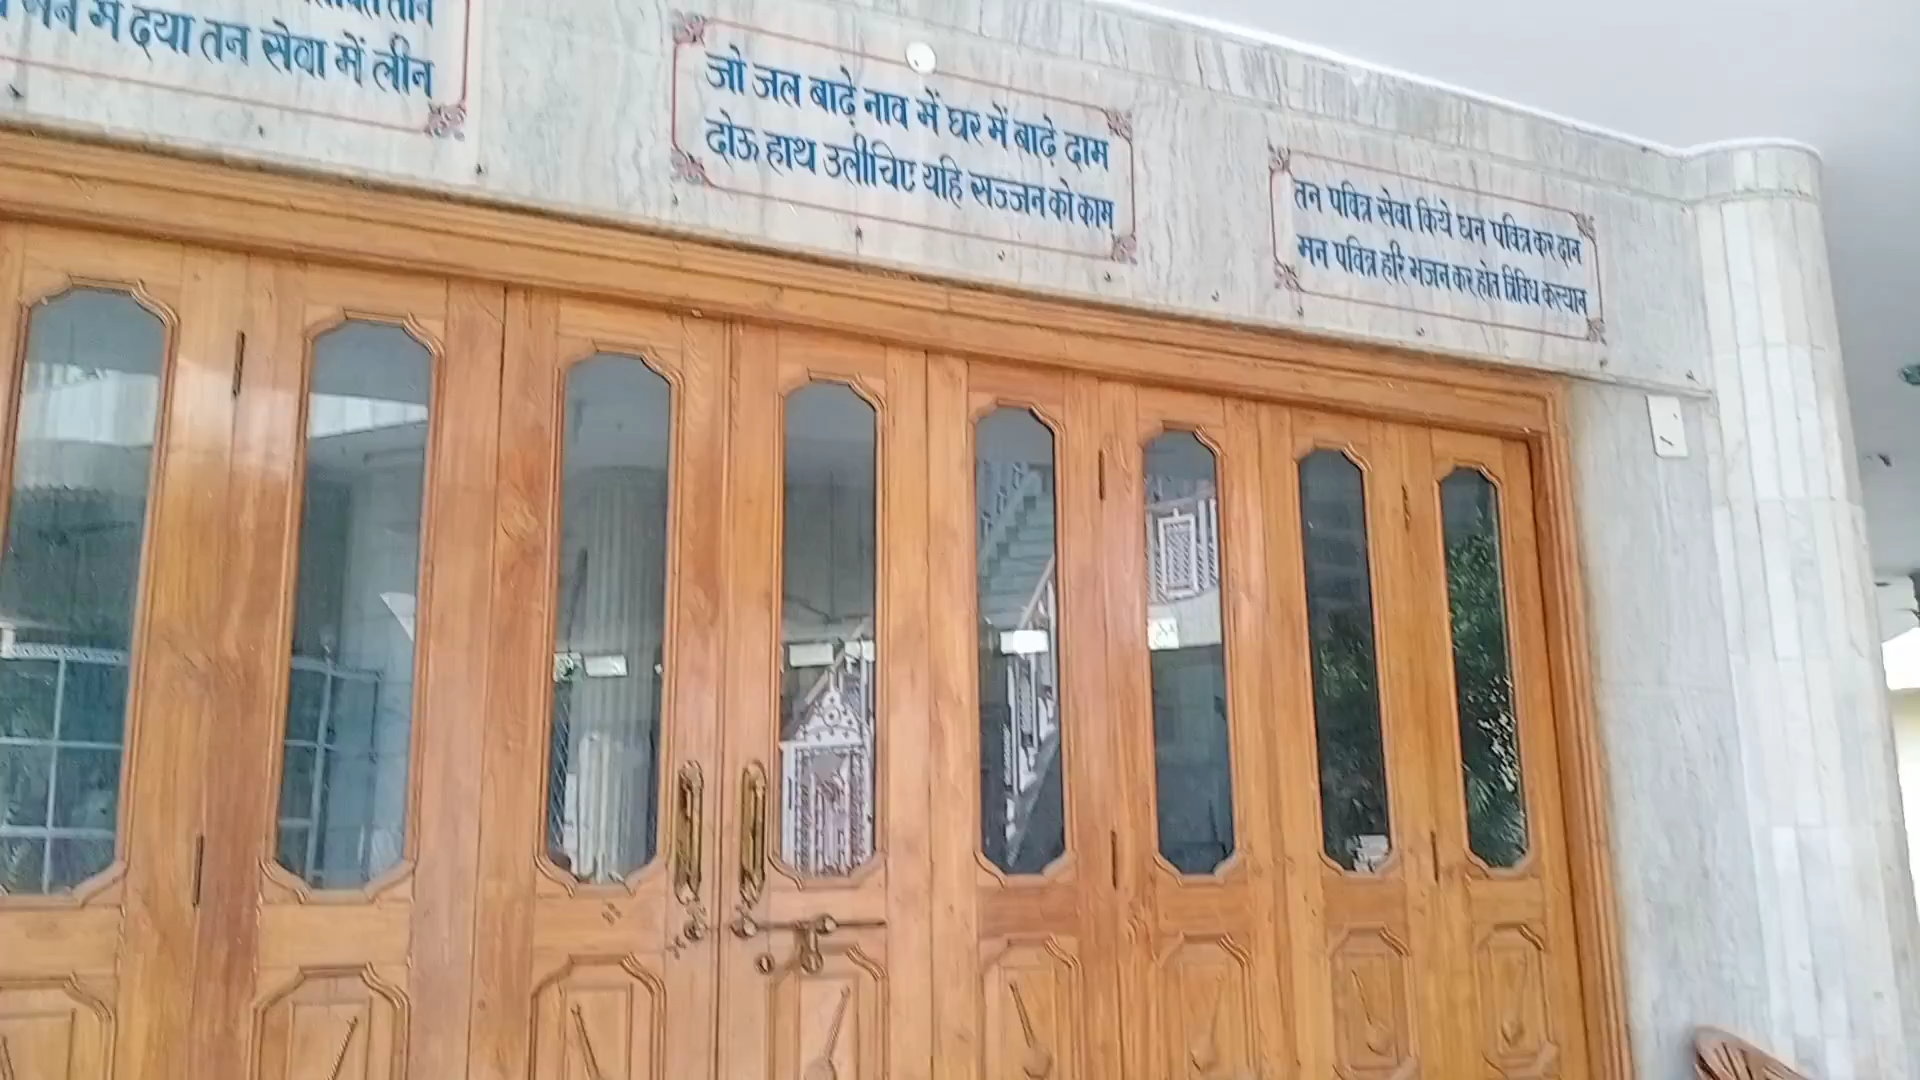 मन में दया तन सेवा में लीन
जो जल बाढ़े नाव में घर में बाढ़े दाम
दोऊ हाथ उलीचिए यहि सज्जन को काम
तन पवित्र सेवा किये धन पवित्र कर दान
मन पवित्र हरि भजन कर होत त्रिविध कल्यान